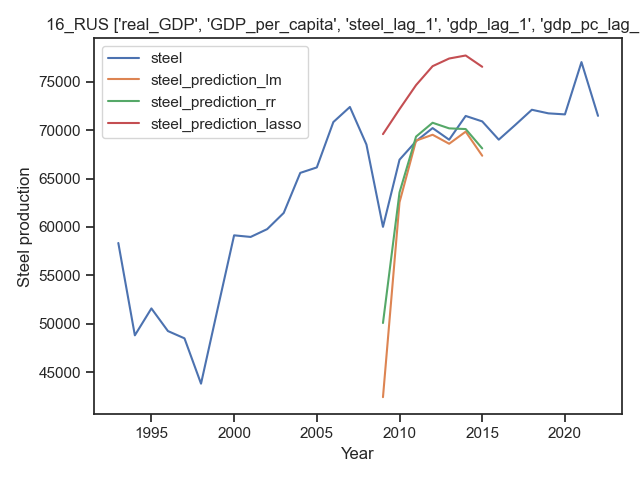 16_RUS ['real_GDP', 'GDP_per_capita', 'steel_lag_1', 'gdp_lag_1', 'gdp_pc_lag_
steel
steel_prediction_lm
steel_prediction_rr
steel_prediction_lasso
75000
70000
65000
60000
55000
50000
45000
Steel production
1995
2000
2005
2010
2015
2020
Year